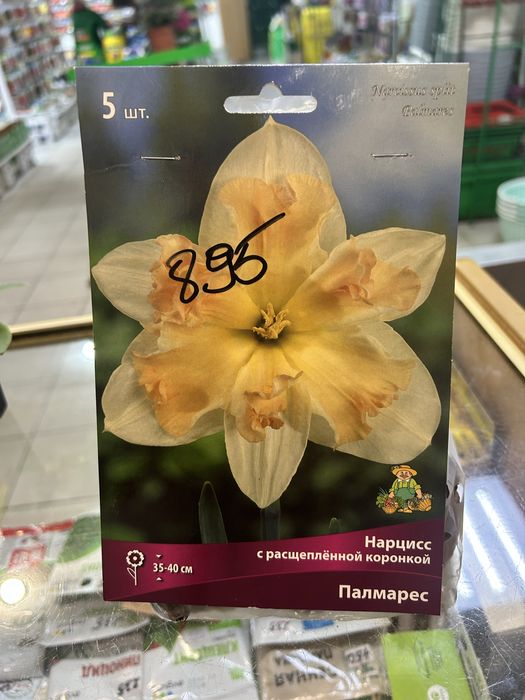 5 шт.
Narcissus split
Palmares
895
35-40 см
Нарцисс
с расщеплённой коронкой
Палмарес